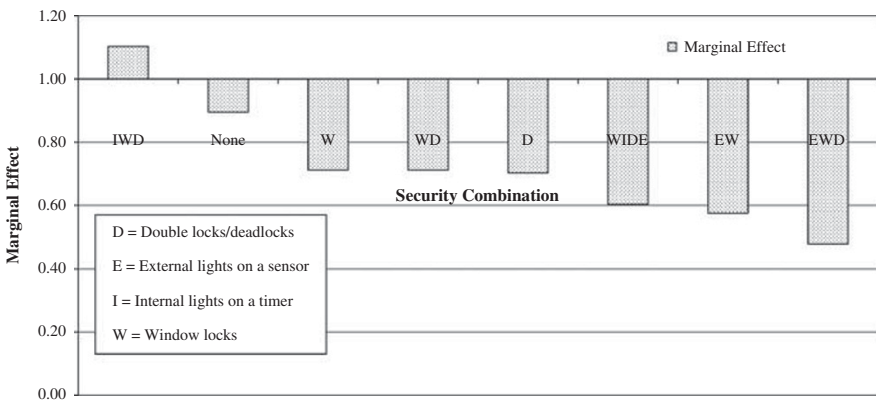 1.20
Marginal Effect
1.00
0.80
IWD None W WD D WIDE EW EWD
Security Combination
0.60
D = Double locks/deadlocks
E = External lights on a sensor
0.40
I = Internal lights on a timer
0.20
W = Window locks
0.00
Marginal Effect